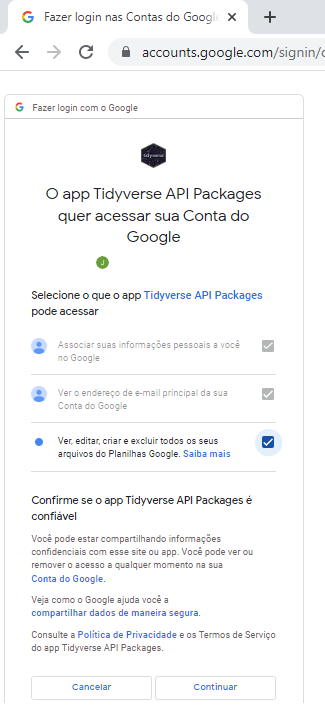 Fazer login nas Contas do Googl
accounts.google.com/signin/
Fazer login com o Google
tidyverse
O app Tidyverse API Packages
quer acessar sua Conta do
Google
J
Selecione o que o app Tidyverse API Packages
pode acessar
Associar suas informações pessoais a você
no Google
Ver o endereço de e-mail principal da sua
Conta do Google
Ver, editar, criar e excluir todos os seus
arquivos do Planilhas Google. Saiba mais
Confirme se o app Tidyverse API Packages é
confiável
Você pode estar compartilhando informações
confidenciais com esse site ou app. Você pode ver ou
remover o acesso a qualquer momento na sua
Conta do Google.
Veja como o Google ajuda você a
compartilhar dados de maneira segura.
Consulte a Política de Privacidade e os Termos de Serviço
do app Tidyverse API Packages.
Cancelar
Continuar